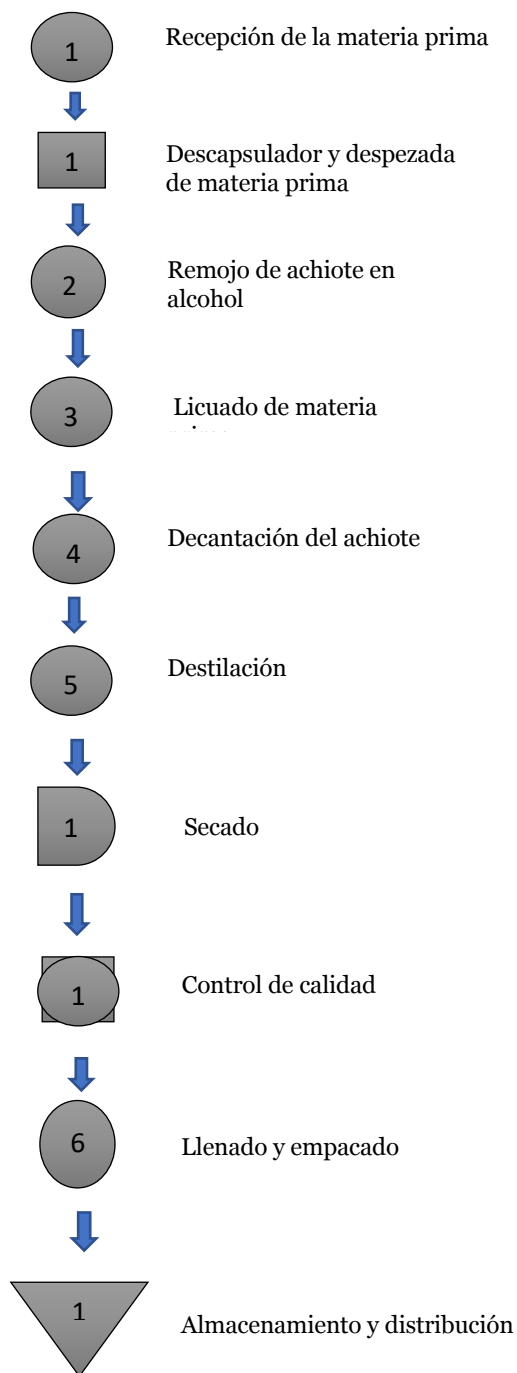 1
Recepción de la materia prima
1
Descapsulador y despezada
de materia prima
2
Remojo de achiote en
alcohol
3
Licuado de materia
4
Decantación del achiote
5
Destilación
1
Secado
1
Control de calidad
6
Llenado y empacado
1
Almacenamiento y distribución